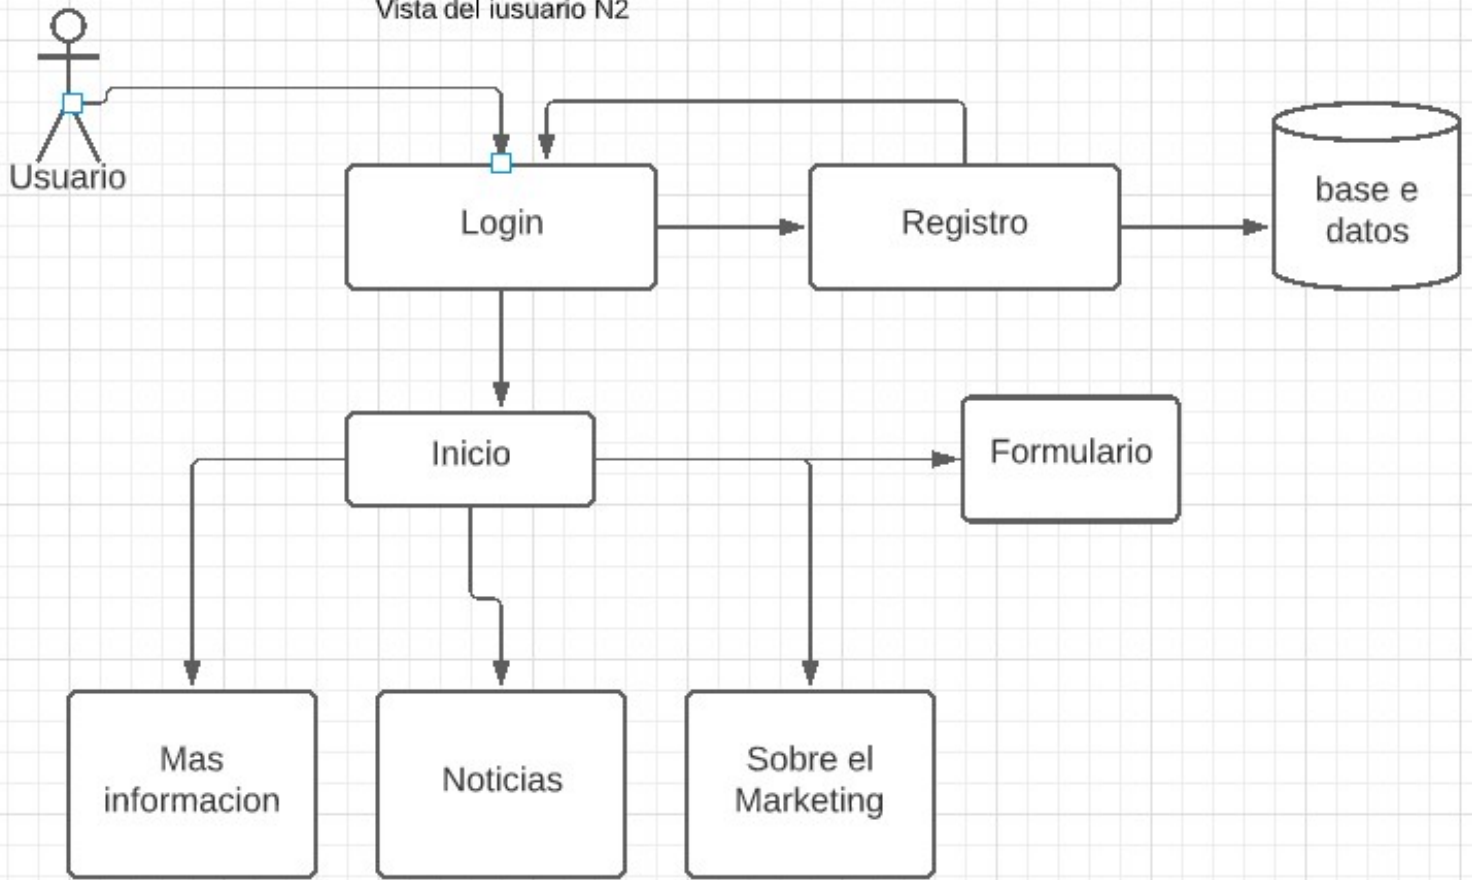 Vista del iusuario N2
Usuario
Login
Registro
base e
datos
Inicio
Formulario
Mas
informacion
Noticias
Sobre el
Marketing